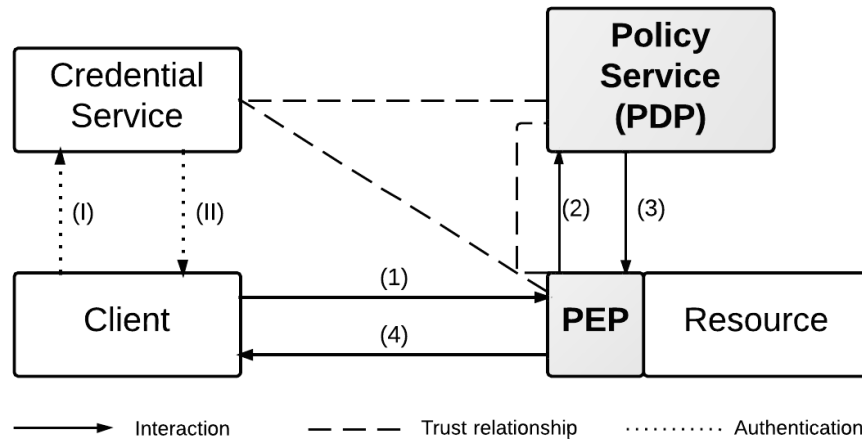 Credential
Service
Policy
Service
(PDP)
(I)
(II)
(2)
(3)
Client
(1)
(4)
PEP
Resource
Interaction
Trust relationship
Authentication